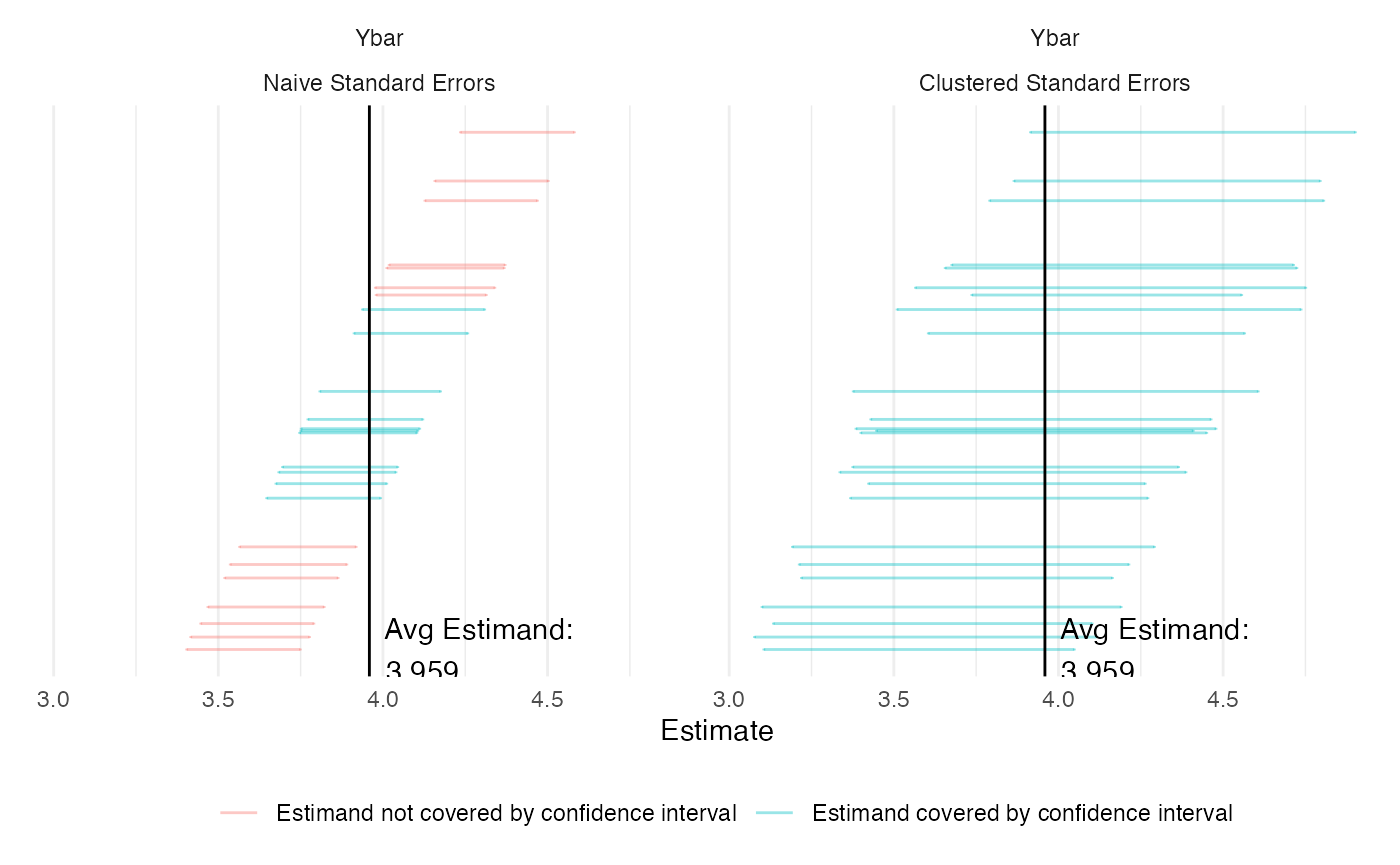 Ybar
Ybar
Naive Standard Errors
Clustered Standard Errors
Avg Estimand:
3.959
Avg Estimand:
3.959
3.0 3.5 4.0 4.5
3.0 3.5 4.0 4.5
Estimate
Estimand not covered by confidence interval
Estimand covered by confidence interval